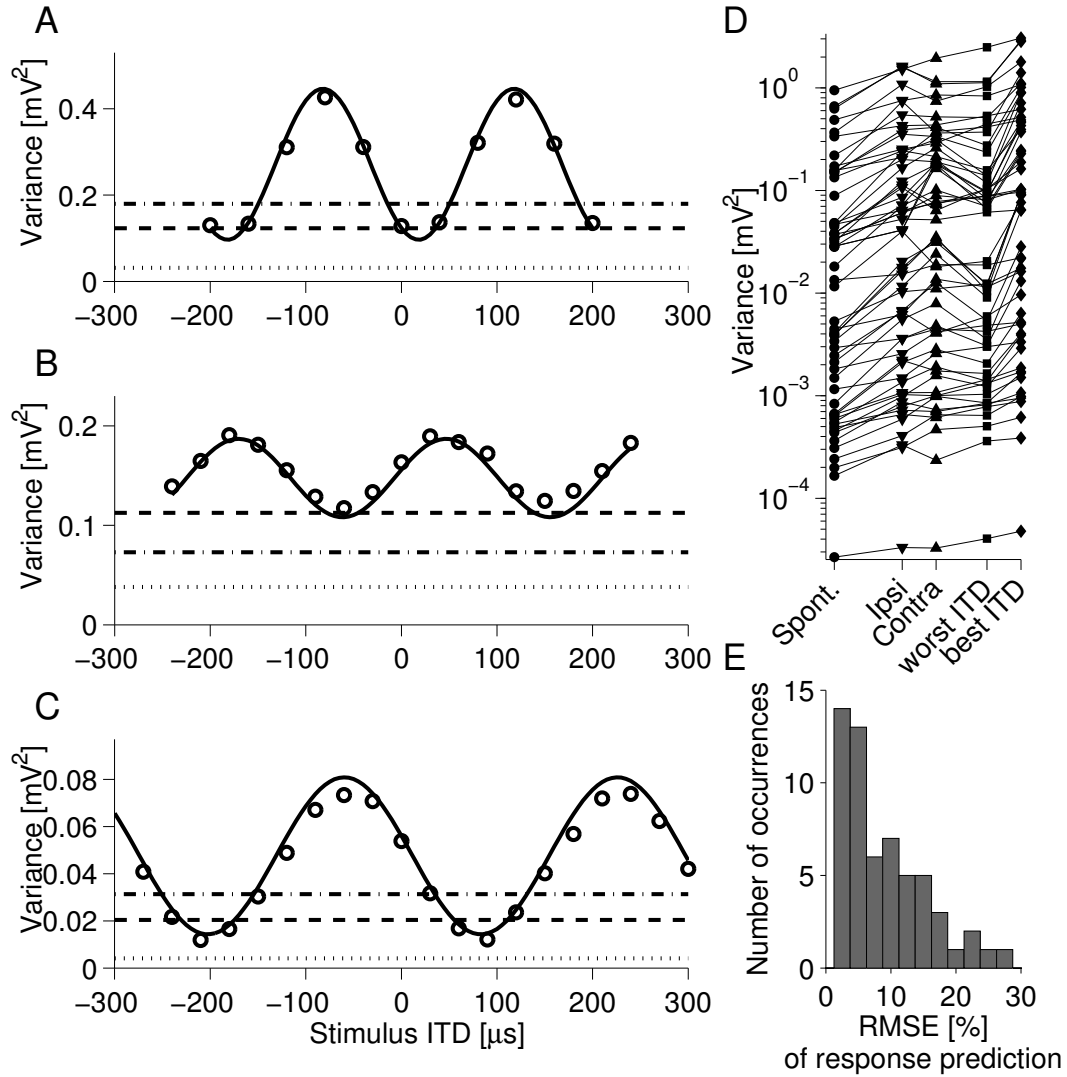 A
Variance [mV2]
0.4
0.2
0
−300 −200 −100 0 100 200 300
B
Variance [mV2]
0.2
0.1
0
−300 −200 −100 0 100 200 300
C
Variance [mV2]
0.08
0.06
0.04
0.02
0
−300 −200 −100 0 100 200 300
Stimulus ITD [μs]
D
Variance [mV2]
100
10−1
10−2
10−3
10−4
Spont.
Ipsi
Contra
worst ITD
best ITD
E
Number of occurrences
15
10
5
0
0 10 20 30
RMSE [%]
of response prediction